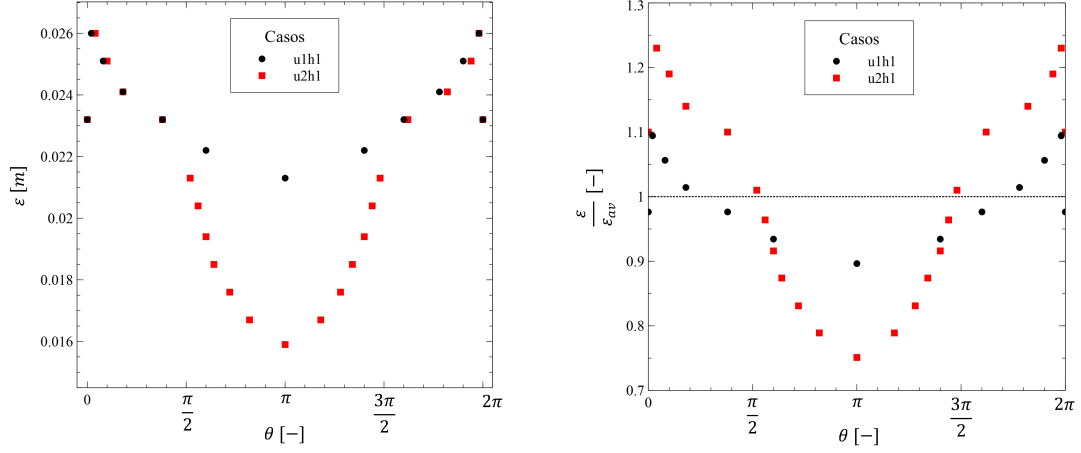 0.026
0.024
0.022
0.02
0.018
0.016
ε [m]
Casos
u1h1
u2h1
0
π/2
π
3π/2
2π
θ [−]
1.3
1.2
1.1
1
0.9
0.8
0.7
ε/ε_av [−]
Casos
u1h1
u2h1
0
π/2
π
3π/2
2π
θ [−]